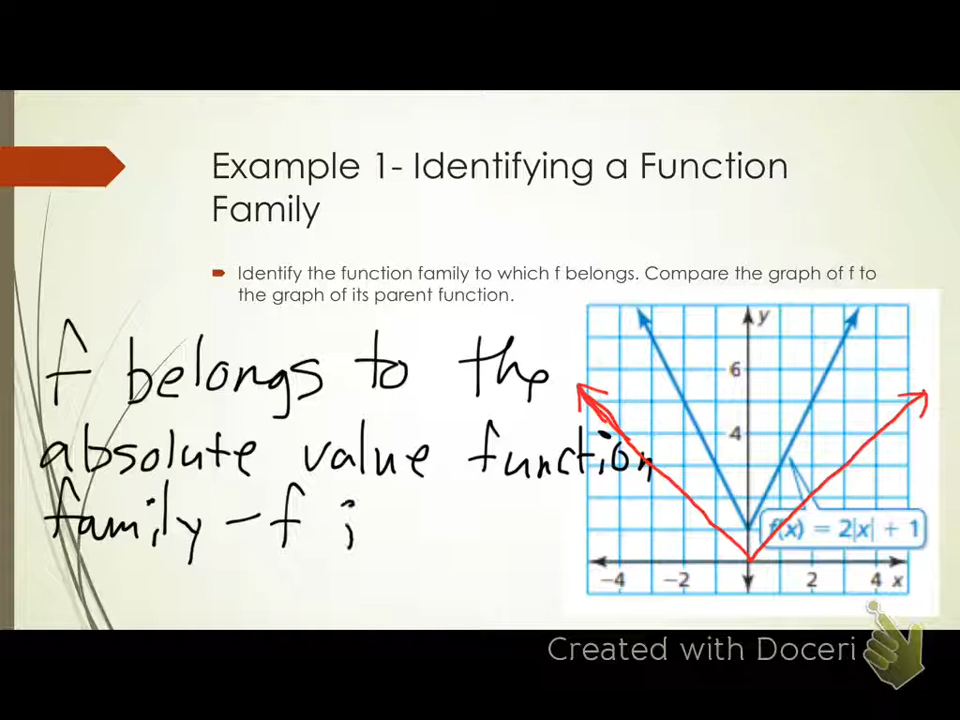 Example 1- Identifying a Function
Family
Identify the function family to which f belongs. Compare the graph of f to
the graph of its parent function.
f belongs to the
absolute value function
family – f i
y
6
4
f(x) = 2|x| + 1
-4 -2 2 4 x
Created with Doceri